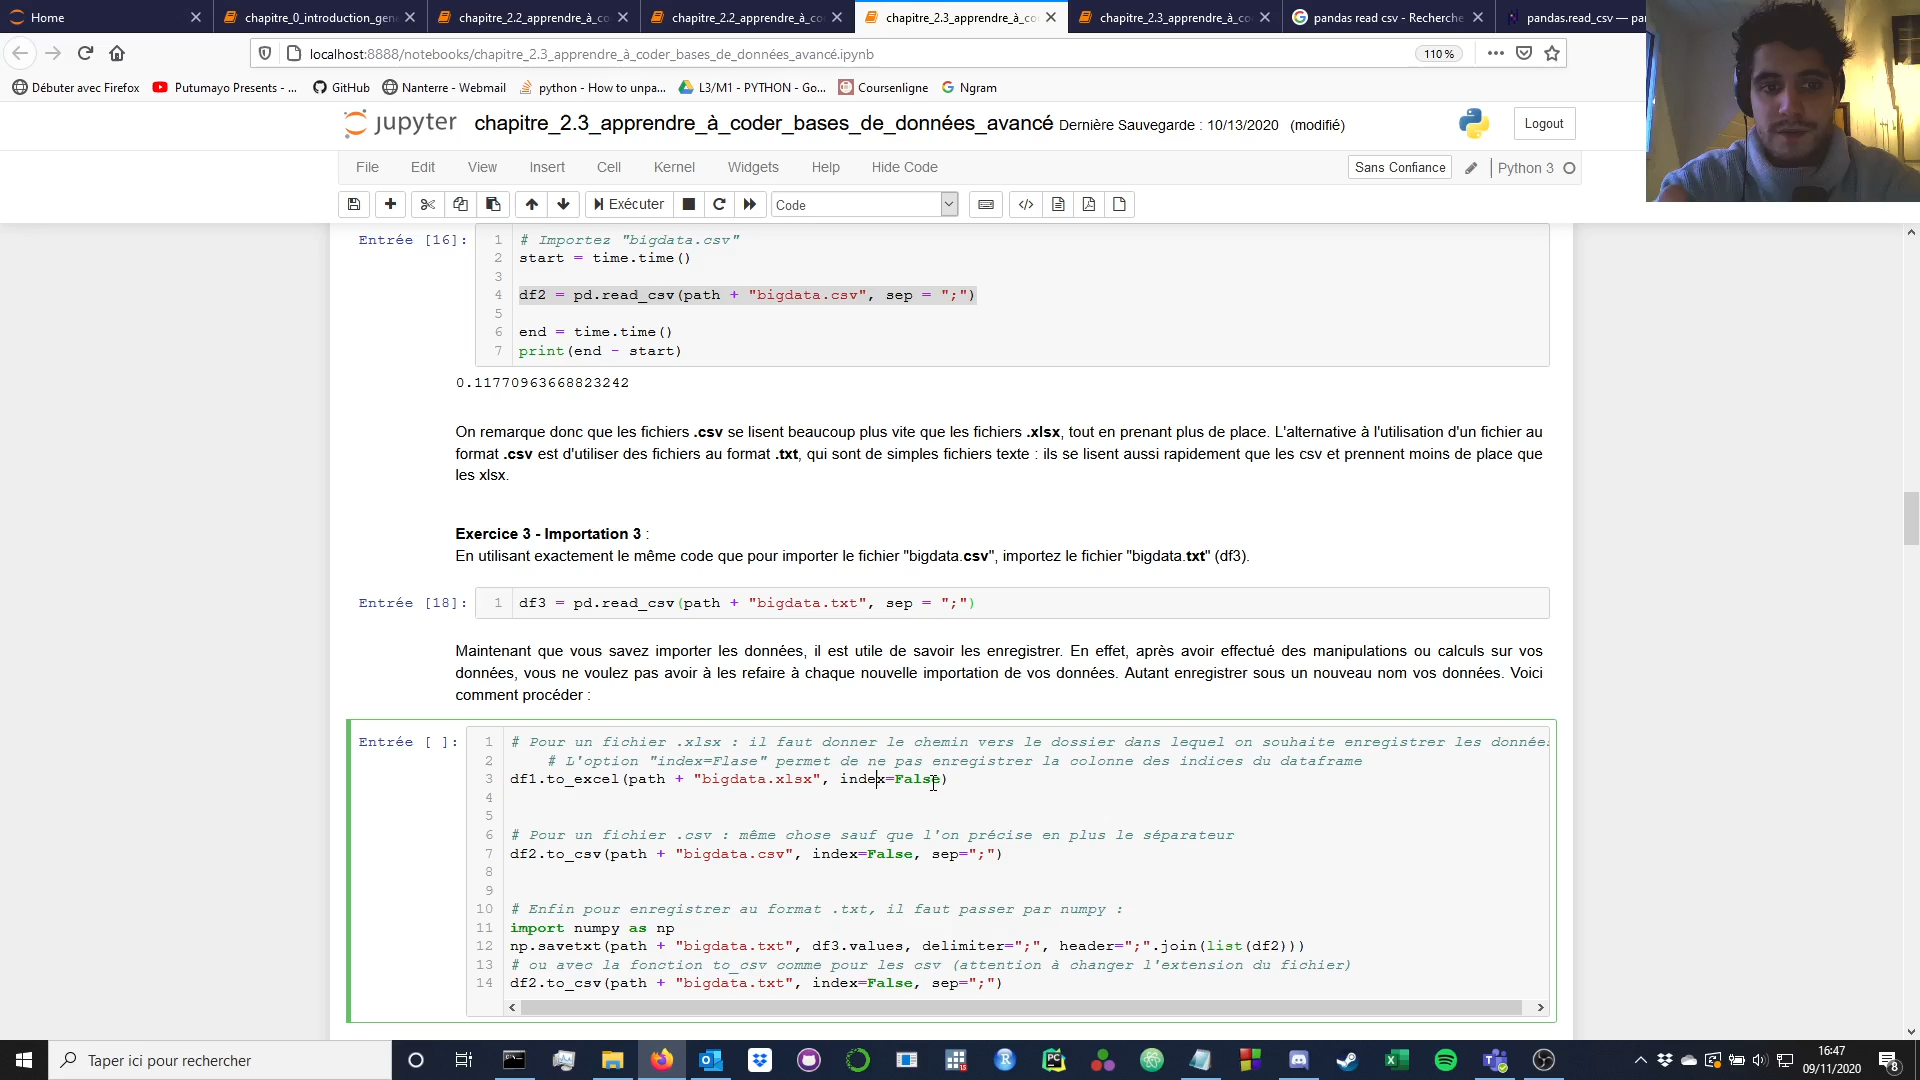 Home
chapitre_0_introduction_gen
chapitre_2.2_apprendre_à_co
chapitre_2.2_apprendre_à_co
chapitre_2.3_apprendre_à_co
chapitre_2.3_apprendre_à_co
pandas read csv - Recherche
pandas.read_csv — pan
localhost:8888/notebooks/chapitre_2.3_apprendre_à_coder_bases_de_données_avancé.ipynb
110 %
Débuter avec Firefox
Putumayo Presents - ...
GitHub
Nanterre - Webmail
python - How to unpa...
L3/M1 - PYTHON - Go...
Coursenligne
Ngram
jupyter
chapitre_2.3_apprendre_à_coder_bases_de_données_avancé Dernière Sauvegarde : 10/13/2020 (modifié)
Logout
File Edit View Insert Cell Kernel Widgets Help Hide Code
Sans Confiance
Python 3
Exécuter
Code
Entrée [16]:
1 # Importez "bigdata.csv"
2 start = time.time()
3
4 df2 = pd.read_csv(path + "bigdata.csv", sep = ";")
5
6 end = time.time()
7 print(end - start)
0.11770963668823242
On remarque donc que les fichiers .csv se lisent beaucoup plus vite que les fichiers .xlsx, tout en prenant plus de place. L'alternative à l'utilisation d'un fichier au
format .csv est d'utiliser des fichiers au format .txt, qui sont de simples fichiers texte : ils se lisent aussi rapidement que les csv et prennent moins de place que
les xlsx.
Exercice 3 - Importation 3 :
En utilisant exactement le même code que pour importer le fichier "bigdata.csv", importez le fichier "bigdata.txt" (df3).
Entrée [18]:
1 df3 = pd.read_csv(path + "bigdata.txt", sep = ";")
Maintenant que vous savez importer les données, il est utile de savoir les enregistrer. En effet, après avoir effectué des manipulations ou calculs sur vos
données, vous ne voulez pas avoir à les refaire à chaque nouvelle importation de vos données. Autant enregistrer sous un nouveau nom vos données. Voici
comment procéder :
Entrée [ ]:
1 # Pour un fichier .xlsx : il faut donner le chemin vers le dossier dans lequel on souhaite enregistrer les données
2 # L'option "index=Flase" permet de ne pas enregistrer la colonne des indices du dataframe
3 df1.to_excel(path + "bigdata.xlsx", index=False)
4
5
6 # Pour un fichier .csv : même chose sauf que l'on précise en plus le séparateur
7 df2.to_csv(path + "bigdata.csv", index=False, sep=";")
8
9
10 # Enfin pour enregistrer au format .txt, il faut passer par numpy :
11 import numpy as np
12 np.savetxt(path + "bigdata.txt", df3.values, delimiter=";", header=";".join(list(df2)))
13 # ou avec la fonction to_csv comme pour les csv (attention à changer l'extension du fichier)
14 df2.to_csv(path + "bigdata.txt", index=False, sep=";")
Taper ici pour rechercher
16:47
09/11/2020
8